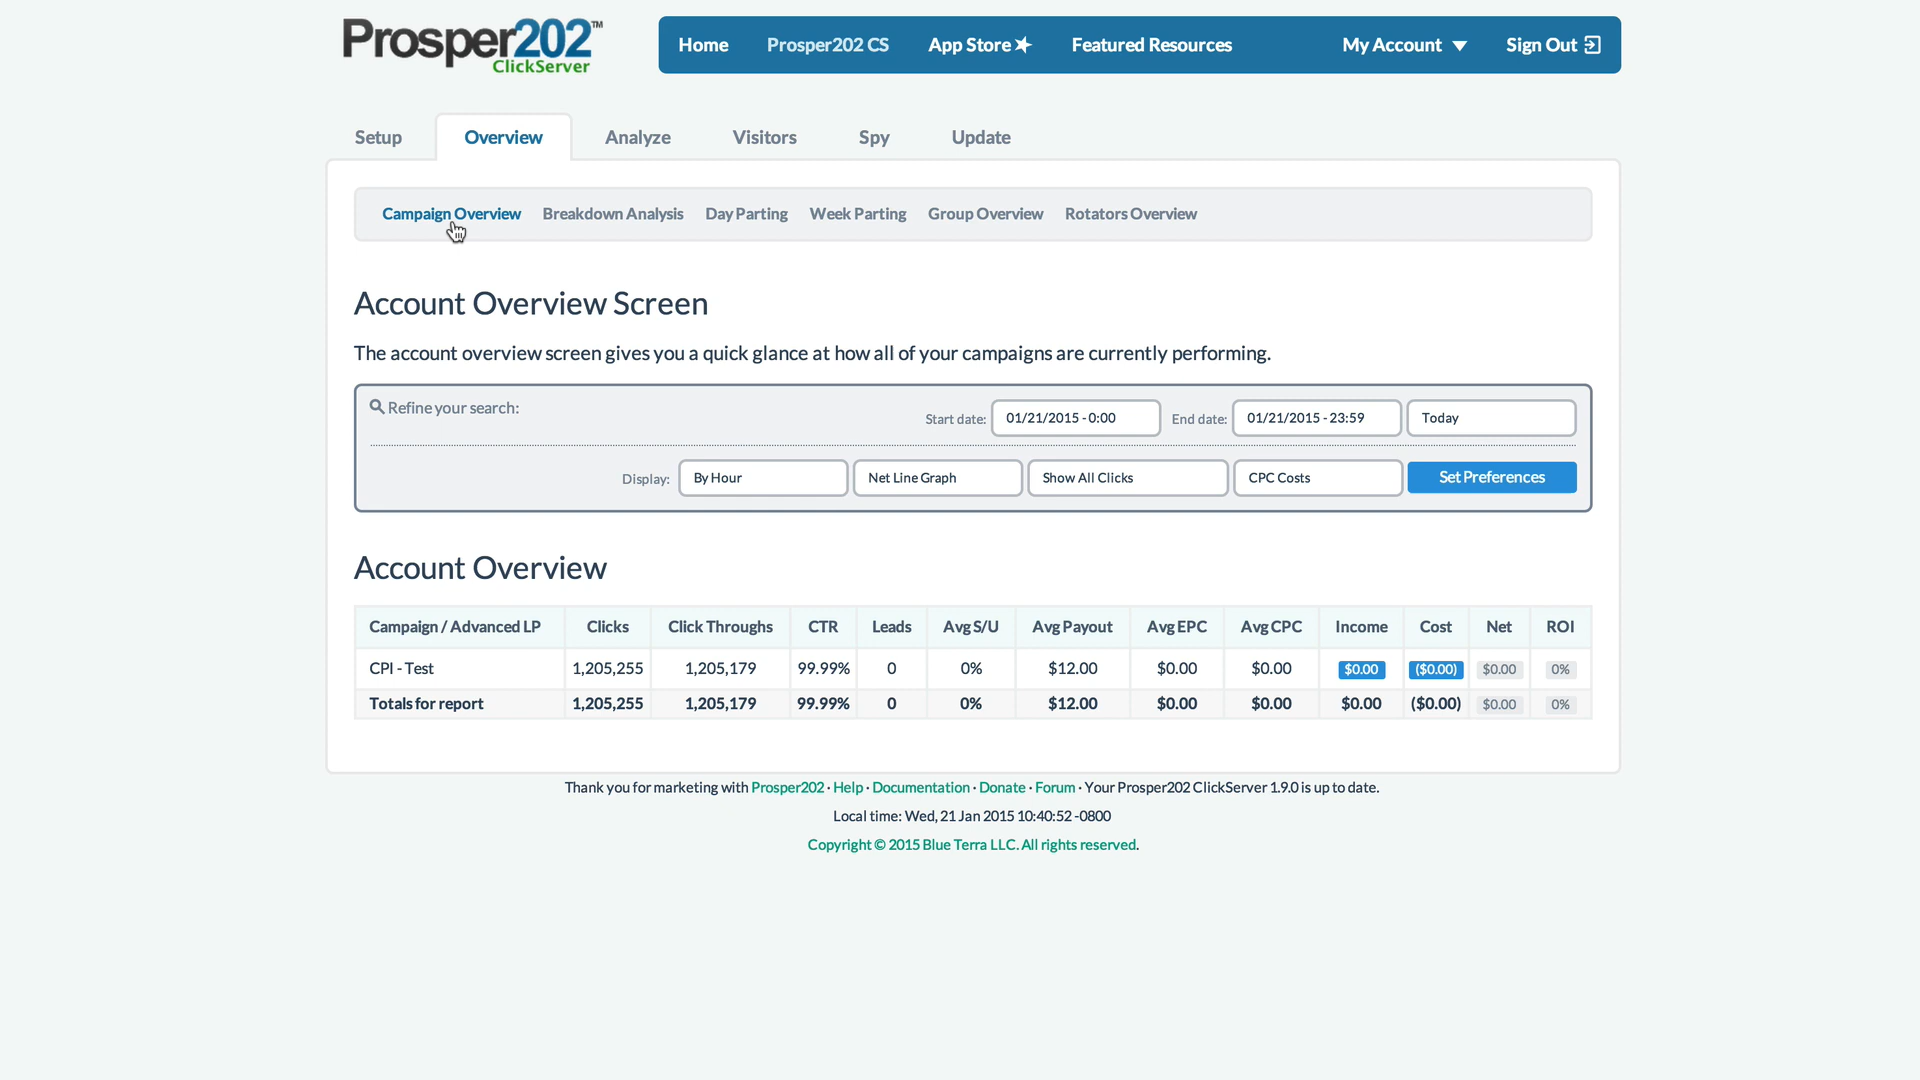 Prosper202™
ClickServer
Home Prosper202 CS App Store Featured Resources My Account Sign Out
Setup Overview Analyze Visitors Spy Update
Campaign Overview Breakdown Analysis Day Parting Week Parting Group Overview Rotators Overview
Account Overview Screen
The account overview screen gives you a quick glance at how all of your campaigns are currently performing.
Refine your search: Start date: 01/21/2015 - 0:00 End date: 01/21/2015 - 23:59 Today
Display: By Hour Net Line Graph Show All Clicks CPC Costs Set Preferences
Account Overview
Campaign / Advanced LP Clicks Click Throughs CTR Leads Avg S/U Avg Payout Avg EPC Avg CPC Income Cost Net ROI
CPI - Test 1,205,255 1,205,179 99.99% 0 0% $12.00 $0.00 $0.00 $0.00 ($0.00) $0.00 0%
Totals for report 1,205,255 1,205,179 99.99% 0 0% $12.00 $0.00 $0.00 $0.00 ($0.00) $0.00 0%
Thank you for marketing with Prosper202 · Help · Documentation · Donate · Forum · Your Prosper202 ClickServer 1.9.0 is up to date.
Local time: Wed, 21 Jan 2015 10:40:52 -0800
Copyright © 2015 Blue Terra LLC. All rights reserved.